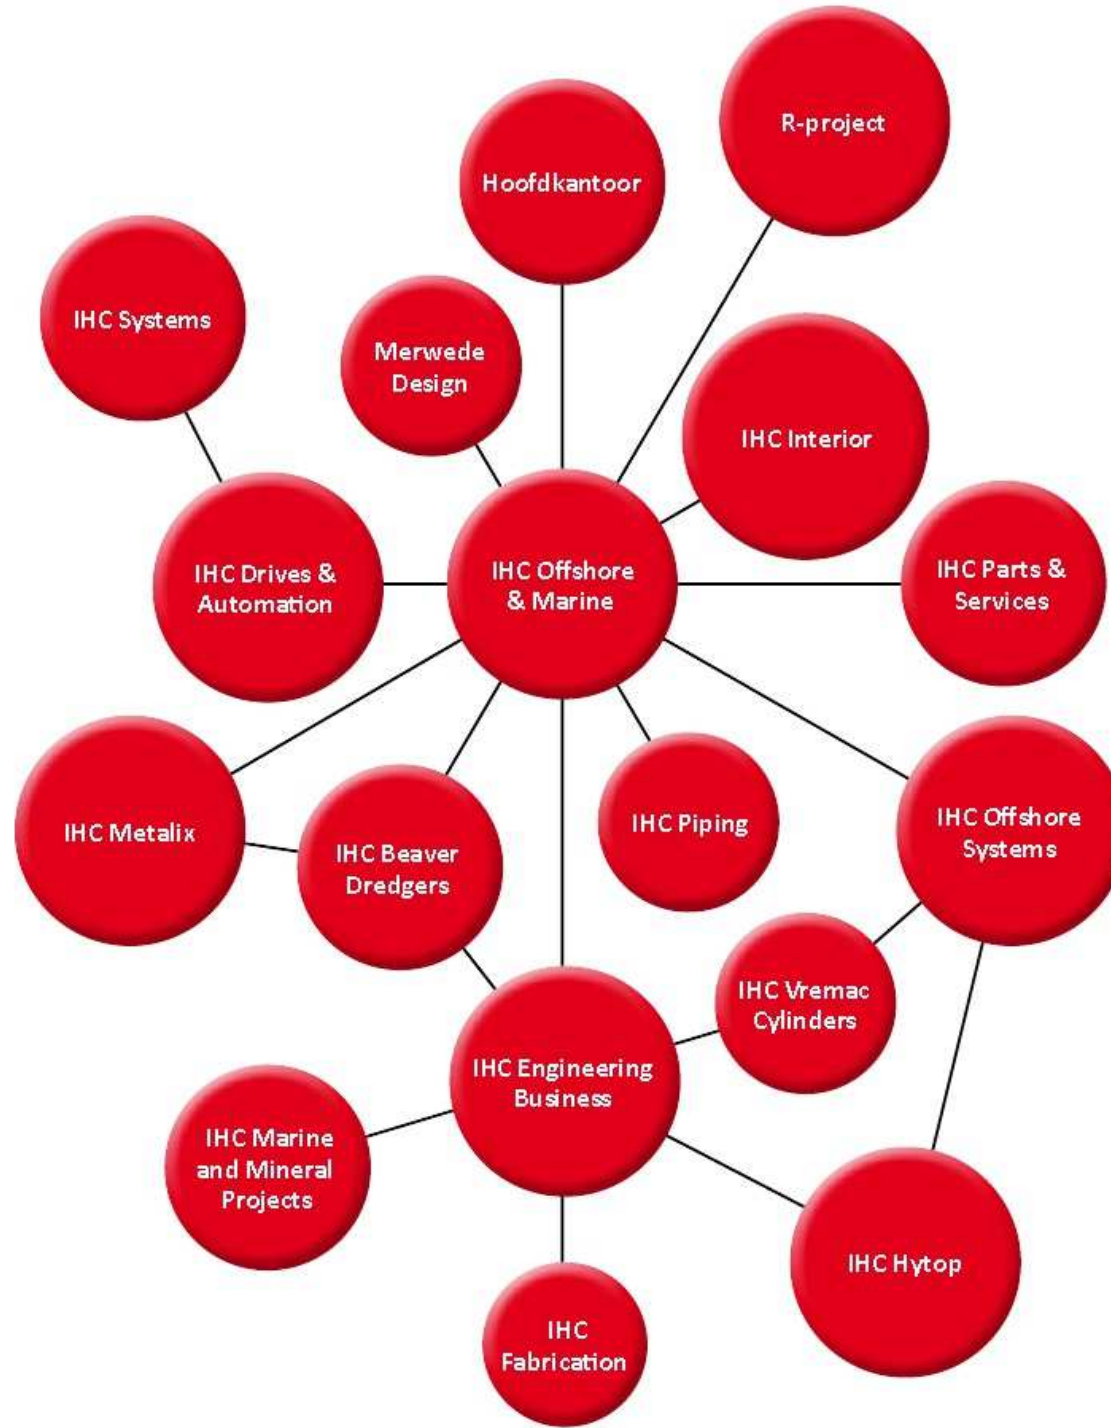 R-project
Hoofdkantoor
IHC Systems
Merwede
Design
IHC Interior
IHC Drives &
Automation
IHC Offshore
& Marine
IHC Parts &
Services
IHC Metalix
IHC Beaver
Dredgers
IHC Piping
IHC Offshore
Systems
IHC Vremac
Cylinders
IHC Engineering
Business
IHC Marine
and Mineral
Projects
IHC Hytop
IHC
Fabrication